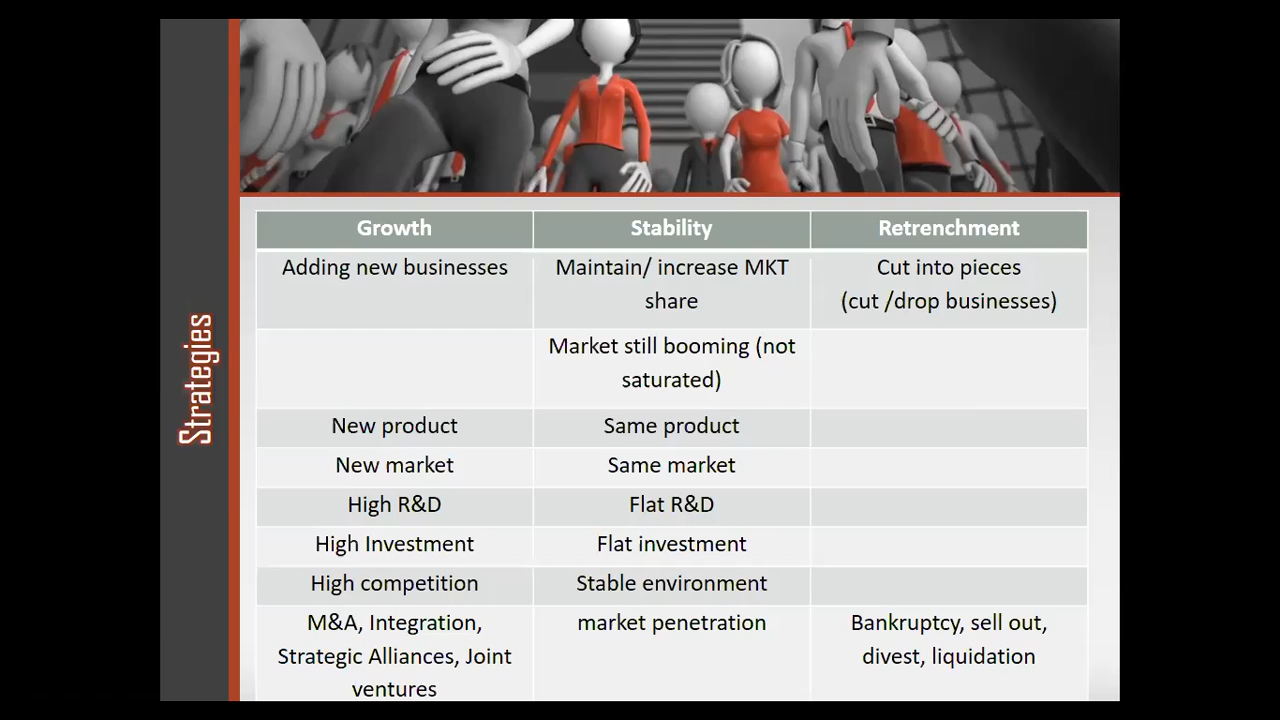 Strategies
Growth
Stability
Retrenchment
Adding new businesses
Maintain/ increase MKT
share
Cut into pieces
(cut /drop businesses)
Market still booming (not
saturated)
New product
Same product
New market
Same market
High R&D
Flat R&D
High Investment
Flat investment
High competition
Stable environment
M&A, Integration,
Strategic Alliances, Joint
ventures
market penetration
Bankruptcy, sell out,
divest, liquidation